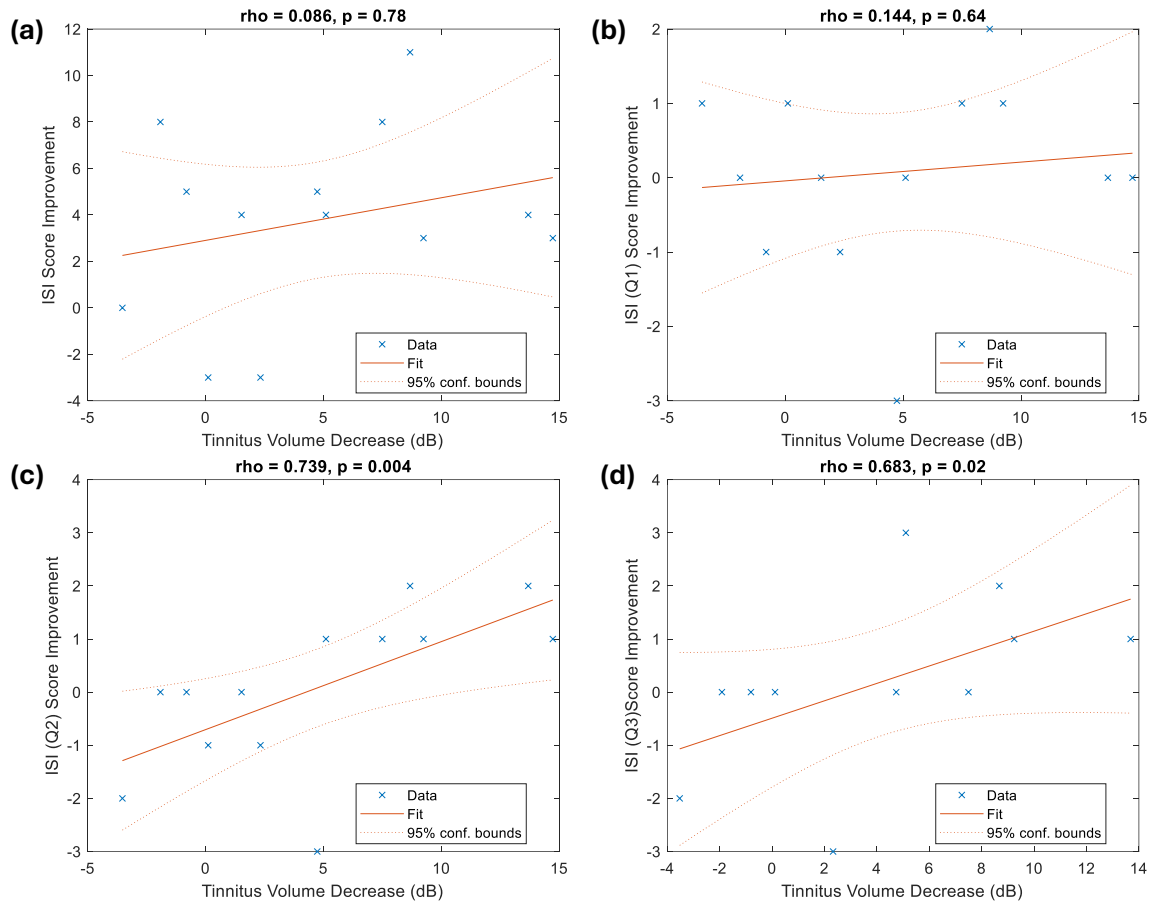 (a)
rho = 0.086, p = 0.78
12
10
8
6
4
2
0
-2
-4
ISI Score Improvement
-5
0
5
10
15
Tinnitus Volume Decrease (dB)
Data
Fit
95% conf. bounds
(b)
rho = 0.144, p = 0.64
2
1
0
-1
-2
-3
ISI (Q1) Score Improvement
-5
0
5
10
15
Tinnitus Volume Decrease (dB)
Data
Fit
95% conf. bounds
(c)
rho = 0.739, p = 0.004
4
3
2
1
0
-1
-2
-3
ISI (Q2) Score Improvement
-5
0
5
10
15
Tinnitus Volume Decrease (dB)
Data
Fit
95% conf. bounds
(d)
rho = 0.683, p = 0.02
4
3
2
1
0
-1
-2
-3
ISI (Q3)Score Improvement
-4
-2
0
2
4
6
8
10
12
14
Tinnitus Volume Decrease (dB)
Data
Fit
95% conf. bounds